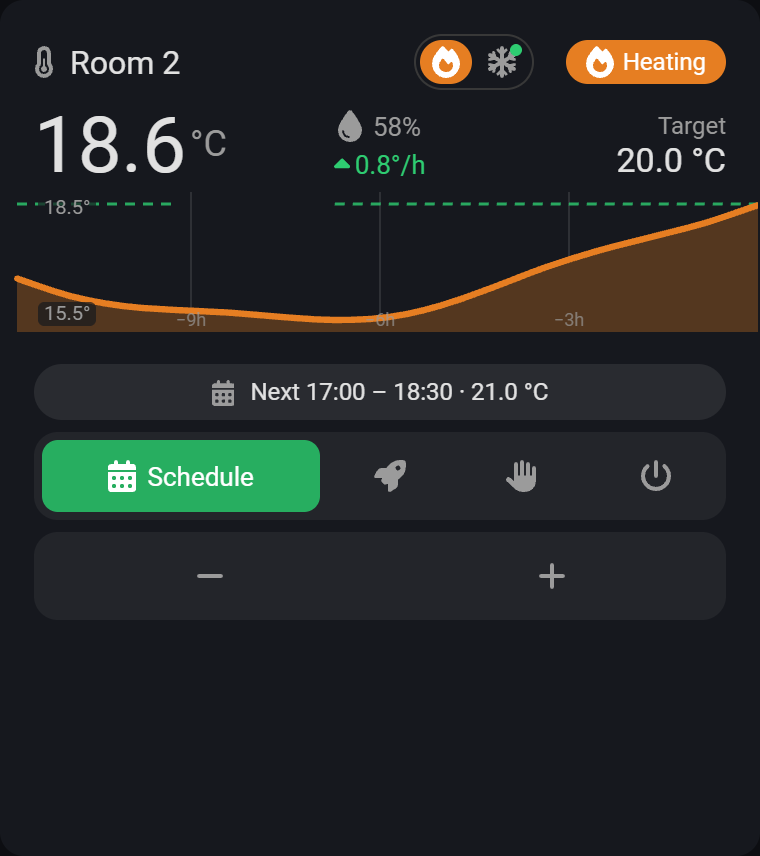 Room 2
Heating
18.6 °C
58%
0.8°/h
Target
20.0 °C
18.5°
15.5°
−9h
−6h
−3h
Next 17:00 – 18:30 · 21.0 °C
Schedule